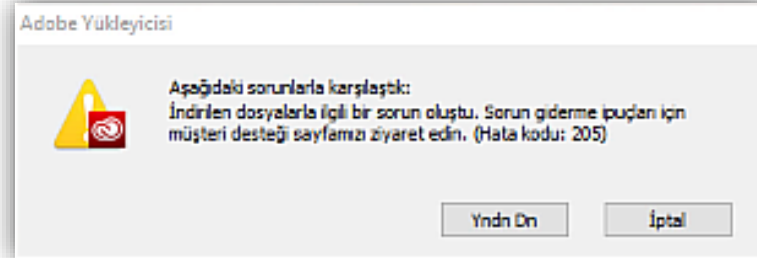 Adobe Yükleyicisi
Aşağıdaki sorunlarla karşılaştık:
İndirilen dosyalarla ilgili bir sorun oluştu. Sorun giderme ipuçları için
müşteri desteği sayfamızı ziyaret edin. (Hata kodu: 205)
Yndn Dn
İptal